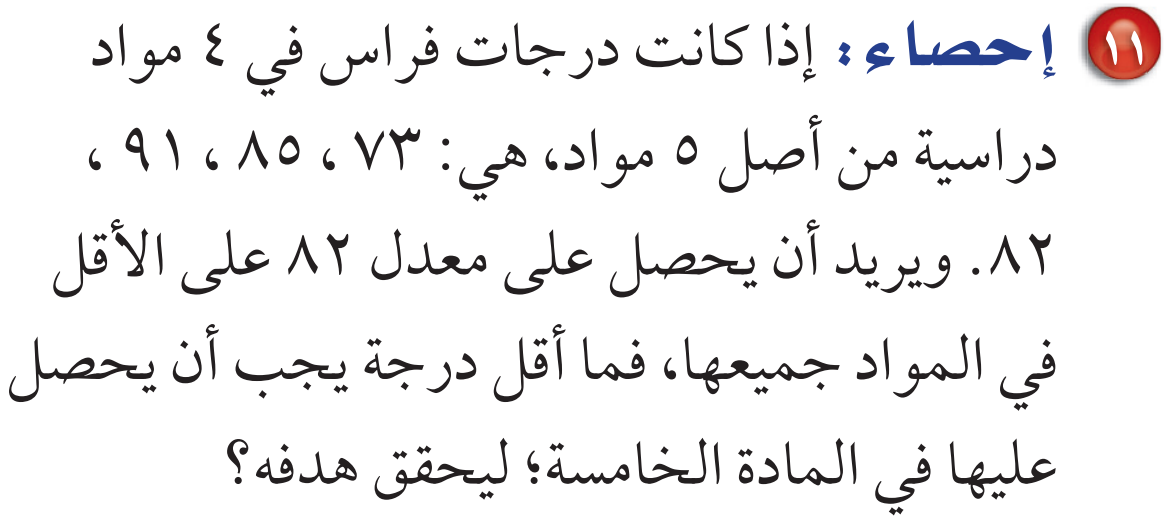 ١١ إحصاء: إذا كانت درجات فراس في ٤ مواد
دراسية من أصل ٥ مواد، هي: ٧٣ ، ٨٥ ، ٩١ ،
٨٢. ويريد أن يحصل على معدل ٨٢ على الأقل
في المواد جميعها، فما أقل درجة يجب أن يحصل
عليها في المادة الخامسة؛ ليحقق هدفه؟